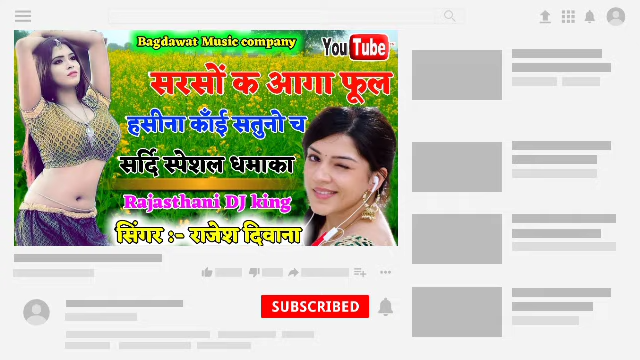 Bagdawat Music company
YouTube
सरसों क आगा फूल
हसीना काँई सतुनो च
सर्दि स्पेशल धमाका
Rajasthani DJ king
सिंगर :- राजेश दिवाना
SUBSCRIBED